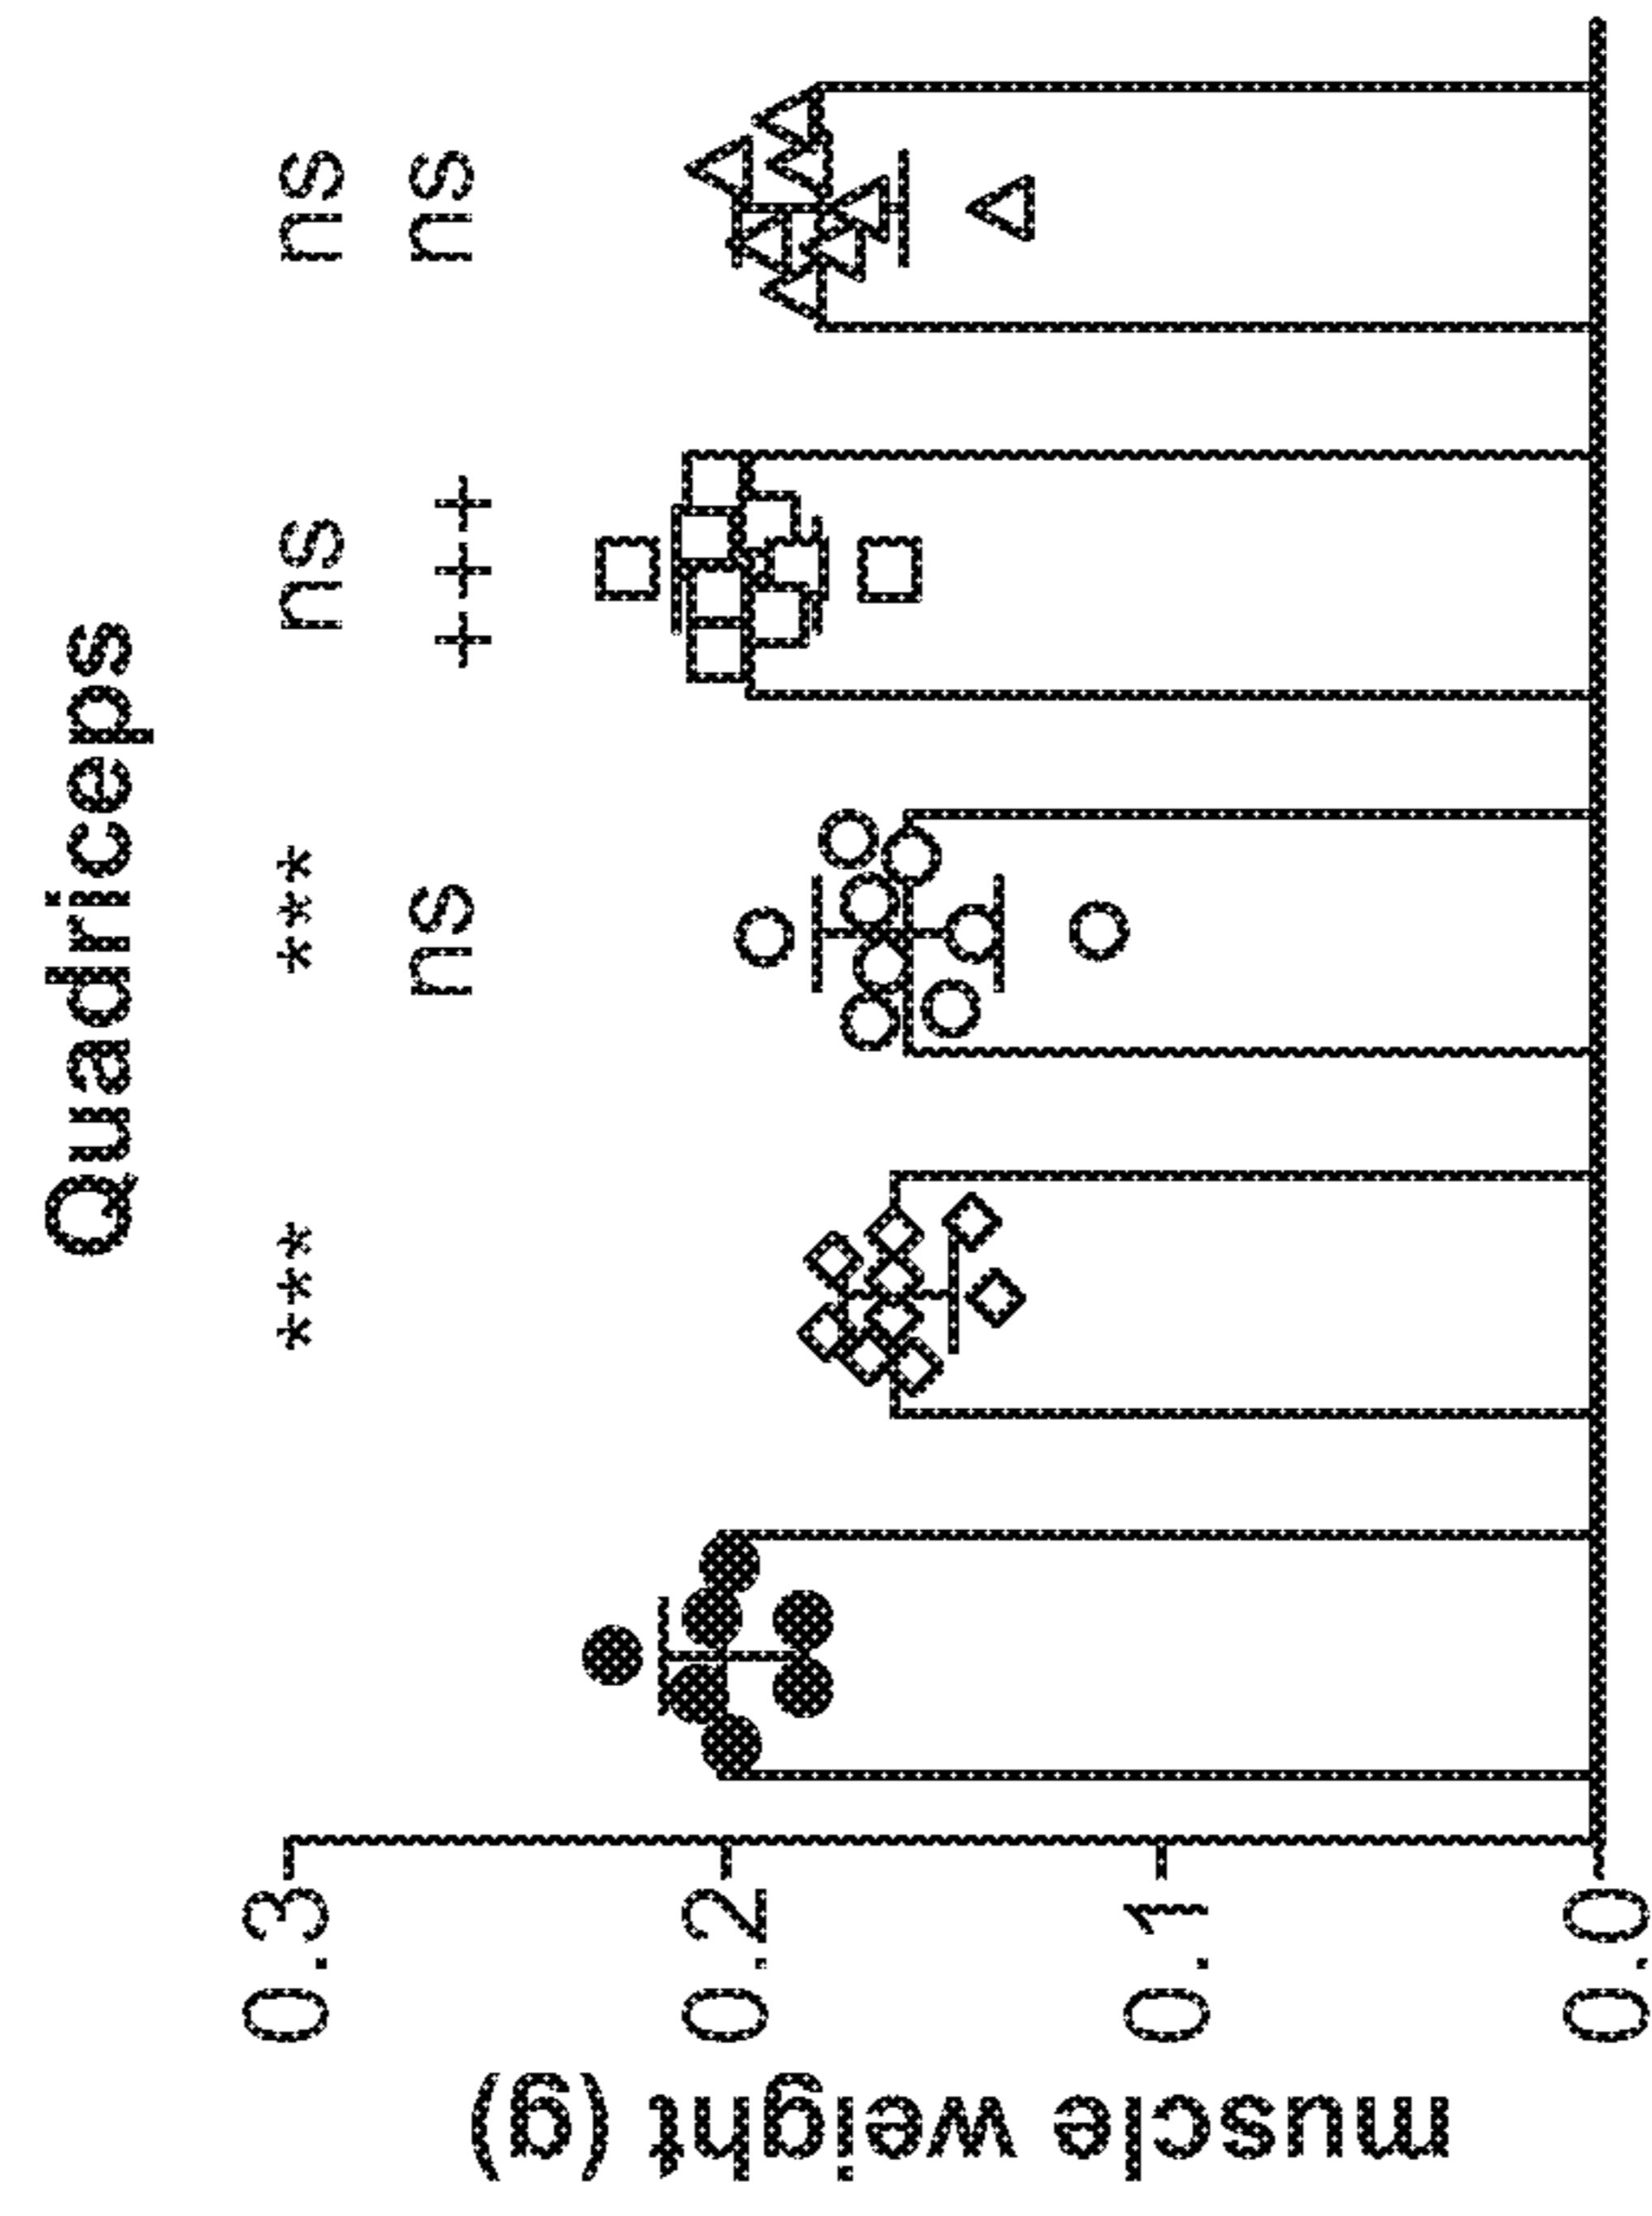 Quadriceps
*** *** ns ns
ns +++ ns
muscle weight (g)
0.3
0.2
0.1
0.0